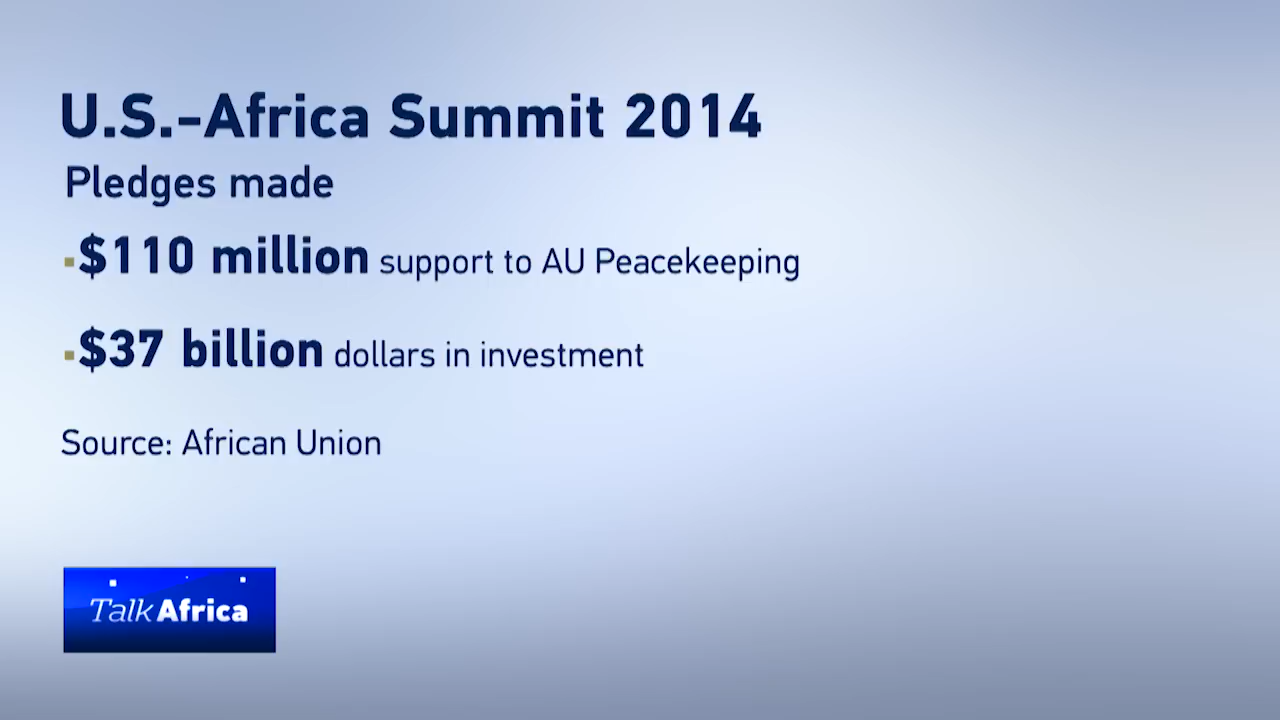 U.S.-Africa Summit 2014
Pledges made
▪$110 million support to AU Peacekeeping
▪$37 billion dollars in investment
Source: African Union
Talk Africa